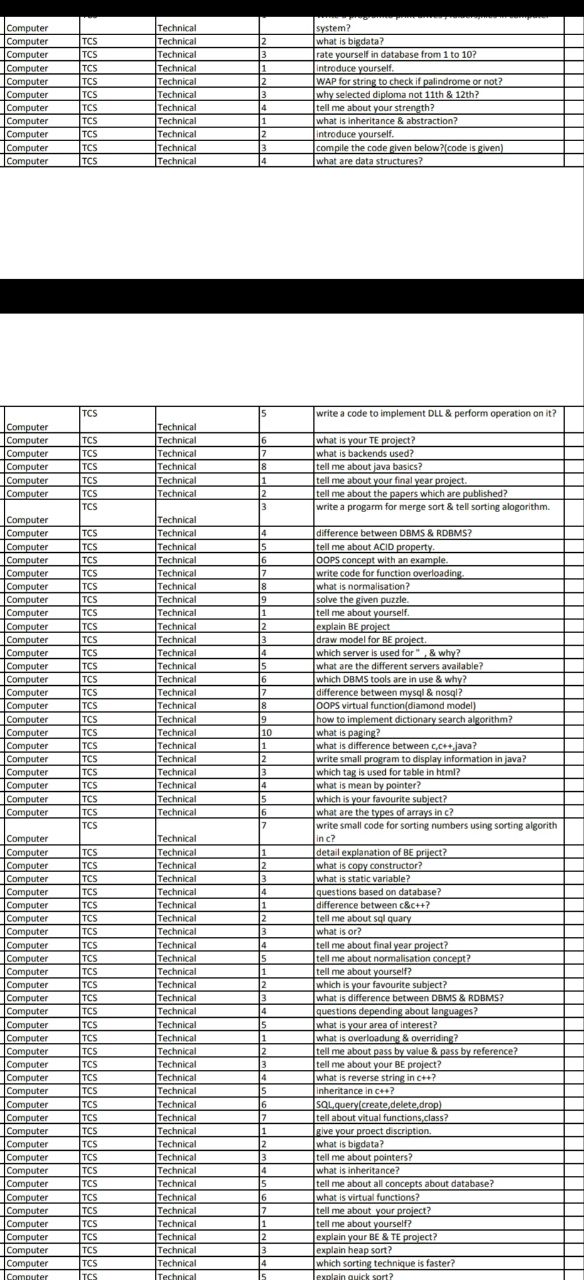 system?
Computer Technical
Computer TCS Technical 2 what is bigdata?
Computer TCS Technical 3 rate yourself in database from 1 to 10?
Computer TCS Technical 1 introduce yourself.
Computer TCS Technical 2 WAP for string to check if palindrome or not?
Computer TCS Technical 3 why selected diploma not 11th & 12th?
Computer TCS Technical 4 tell me about your strength?
Computer TCS Technical 1 what is inheritance & abstraction?
Computer TCS Technical 2 introduce yourself.
Computer TCS Technical 3 compile the code given below?(code is given)
Computer TCS Technical 4 what are data structures?
TCS 5 write a code to implement DLL & perform operation on it?
Computer Technical
Computer TCS Technical 6 what is your TE project?
Computer TCS Technical 7 what is backends used?
Computer TCS Technical 8 tell me about java basics?
Computer TCS Technical 1 tell me about your final year project.
Computer TCS Technical 2 tell me about the papers which are published?
TCS 3 write a progarm for merge sort & tell sorting alogorithm.
Computer Technical
Computer TCS Technical 4 difference between DBMS & RDBMS?
Computer TCS Technical 5 tell me about ACID property.
Computer TCS Technical 6 OOPS concept with an example.
Computer TCS Technical 7 write code for function overloading.
Computer TCS Technical 8 what is normalisation?
Computer TCS Technical 9 solve the given puzzle.
Computer TCS Technical 1 tell me about yourself.
Computer TCS Technical 2 explain BE project
Computer TCS Technical 3 draw model for BE project.
Computer TCS Technical 4 which server is used for " , & why?
Computer TCS Technical 5 what are the different servers available?
Computer TCS Technical 6 which DBMS tools are in use & why?
Computer TCS Technical 7 difference between mysql & nosql?
Computer TCS Technical 8 OOPS virtual function(diamond model)
Computer TCS Technical 9 how to implement dictionary search algorithm?
Computer TCS Technical 10 what is paging?
Computer TCS Technical 1 what is difference between c,c++,java?
Computer TCS Technical 2 write small program to display information in java?
Computer TCS Technical 3 which tag is used for table in html?
Computer TCS Technical 4 what is mean by pointer?
Computer TCS Technical 5 which is your favourite subject?
Computer TCS Technical 6 what are the types of arrays in c?
TCS 7 write small code for sorting numbers using sorting algorith
Computer Technical in c?
Computer TCS Technical 1 detail explanation of BE priject?
Computer TCS Technical 2 what is copy constructor?
Computer TCS Technical 3 what is static variable?
Computer TCS Technical 4 questions based on database?
Computer TCS Technical 1 difference between c&c++?
Computer TCS Technical 2 tell me about sql quary
Computer TCS Technical 3 what is or?
Computer TCS Technical 4 tell me about final year project?
Computer TCS Technical 5 tell me about normalisation concept?
Computer TCS Technical 1 tell me about yourself?
Computer TCS Technical 2 which is your favourite subject?
Computer TCS Technical 3 what is difference between DBMS & RDBMS?
Computer TCS Technical 4 questions depending about languages?
Computer TCS Technical 5 what is your area of interest?
Computer TCS Technical 1 what is overloadung & overriding?
Computer TCS Technical 2 tell me about pass by value & pass by reference?
Computer TCS Technical 3 tell me about your BE project?
Computer TCS Technical 4 what is reverse string in c++?
Computer TCS Technical 5 inheritance in c++?
Computer TCS Technical 6 SQL,query(create,delete,drop)
Computer TCS Technical 7 tell about vitual functions,class?
Computer TCS Technical 1 give your proect discription.
Computer TCS Technical 2 what is bigdata?
Computer TCS Technical 3 tell me about pointers?
Computer TCS Technical 4 what is inheritance?
Computer TCS Technical 5 tell me about all concepts about database?
Computer TCS Technical 6 what is virtual functions?
Computer TCS Technical 7 tell me about your project?
Computer TCS Technical 1 tell me about yourself?
Computer TCS Technical 2 explain your BE & TE project?
Computer TCS Technical 3 explain heap sort?
Computer TCS Technical 4 which sorting technique is faster?
Computer TCS Technical 5 explain quick sort?